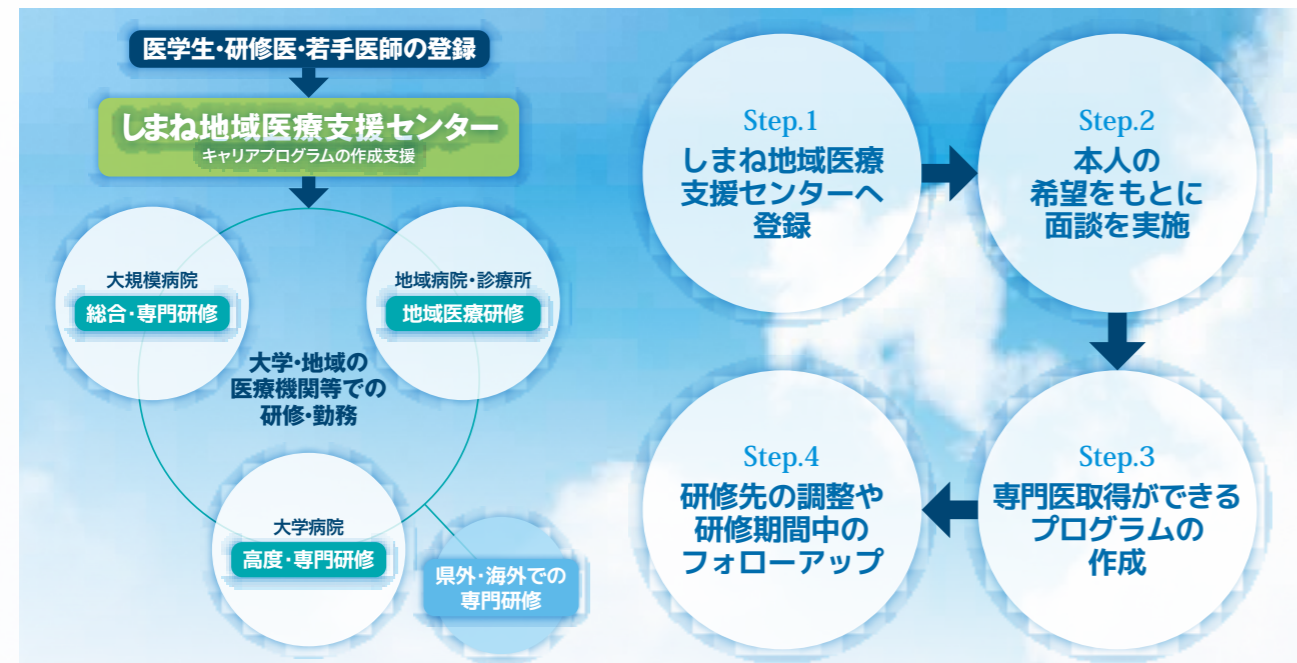 医学生・研修医・若手医師の登録
しまね地域医療支援センター
キャリアプログラムの作成支援
大規模病院
総合・専門研修
地域病院・診療所
地域医療研修
大学・地域の
医療機関等での
研修・勤務
大学病院
高度・専門研修
県外・海外での
専門研修
Step.1
しまね地域医療
支援センターへ
登録
Step.2
本人の
希望をもとに
面談を実施
Step.3
専門医取得ができる
プログラムの
作成
Step.4
研修先の調整や
研修期間中の
フォローアップ